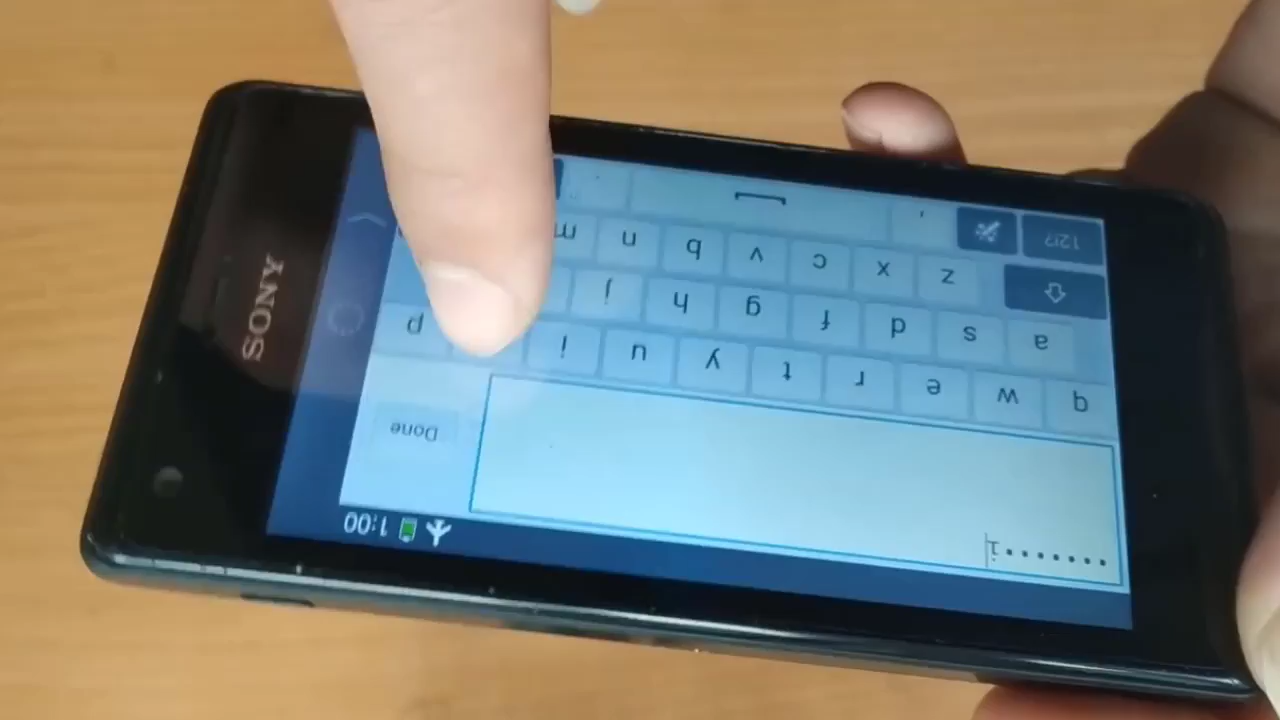 SONY
1:00
·······i
Done
q w e r t y u i p
a s d f g h j
z x c v b n m
12!? ,